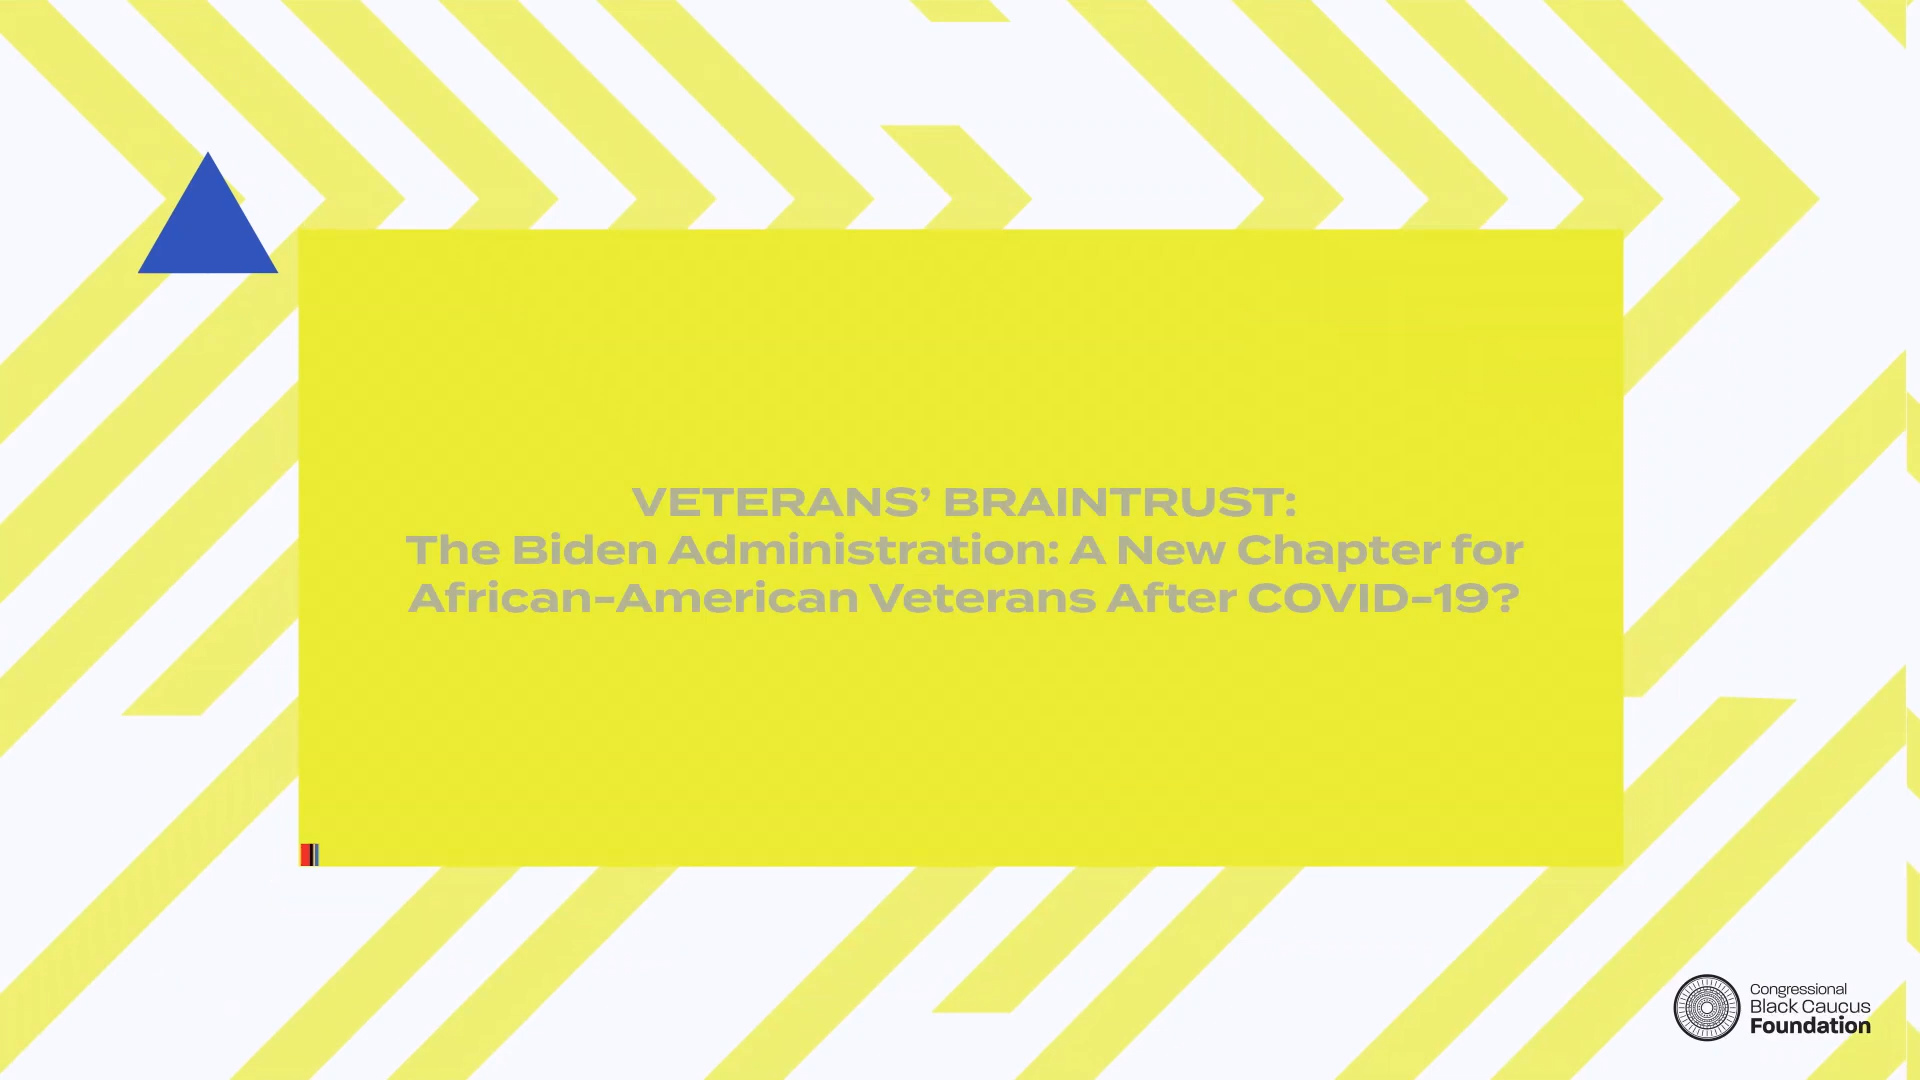 VETERANS’ BRAINTRUST:
The Biden Administration: A New Chapter for
African-American Veterans After COVID-19?
Congressional
Black Caucus
Foundation